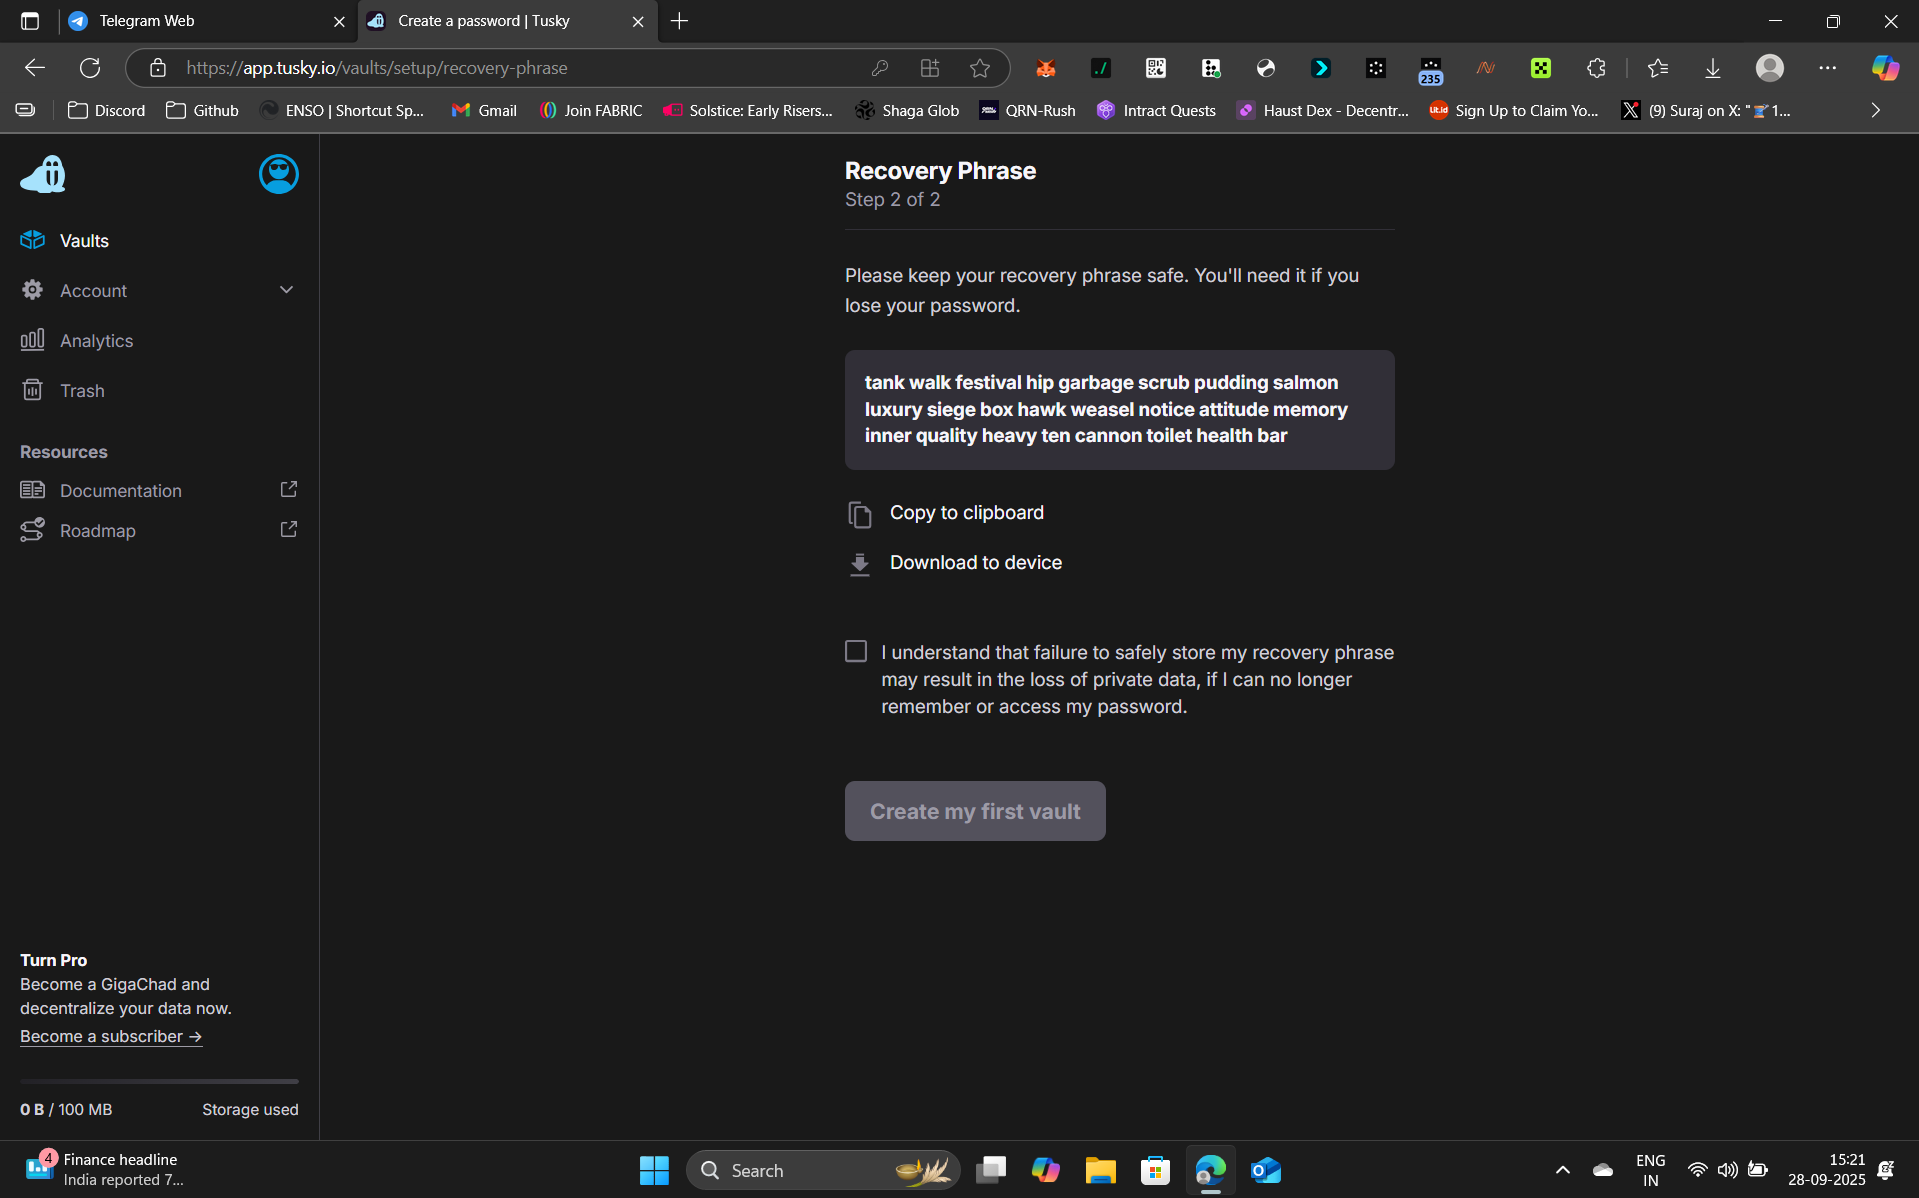 Telegram Web
Create a password | Tusky
https://app.tusky.io/vaults/setup/recovery-phrase
235
Discord
Github
ENSO | Shortcut Sp...
Gmail
Join FABRIC
Solstice: Early Risers...
Shaga Glob
QRN-Rush
Intract Quests
Haust Dex - Decentr...
Sign Up to Claim Yo...
(9) Suraj on X: "⏳1...
Vaults
Account
Analytics
Trash
Resources
Documentation
Roadmap
Turn Pro
Become a GigaChad and
decentralize your data now.
Become a subscriber →
0 B / 100 MB
Storage used
Recovery Phrase
Step 2 of 2
Please keep your recovery phrase safe. You'll need it if you
lose your password.
tank walk festival hip garbage scrub pudding salmon
luxury siege box hawk weasel notice attitude memory
inner quality heavy ten cannon toilet health bar
Copy to clipboard
Download to device
I understand that failure to safely store my recovery phrase
may result in the loss of private data, if I can no longer
remember or access my password.
Create my first vault
4
Finance headline
India reported 7...
Search
ENG
IN
15:21
28-09-2025